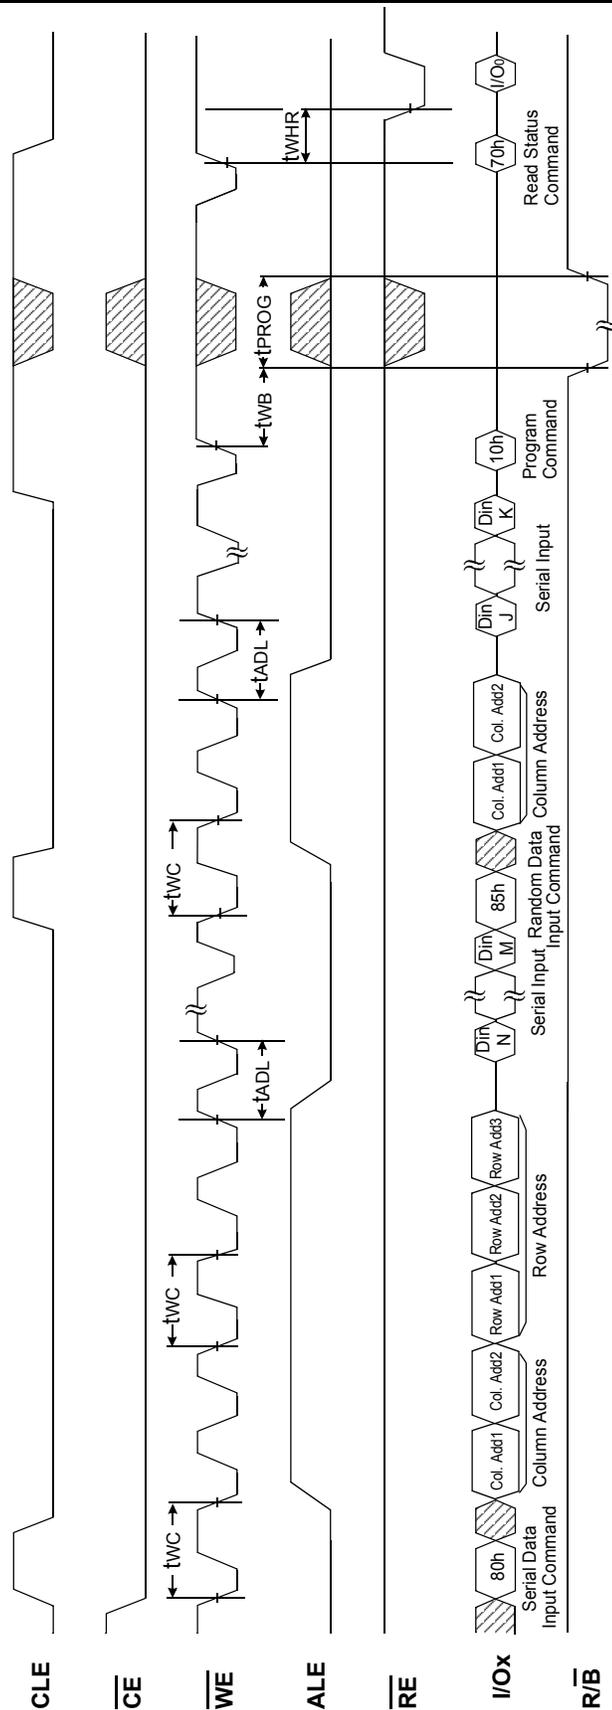 CLE
CE
WE
tWC
tWC
tADL
tWC
tADL
tWB
tPROG
tWHR
ALE
RE
I/Ox
80h
Col. Add1
Col. Add2
Row Add1
Row Add2
Row Add3
Din
N
Din
M
85h
Col. Add1
Col. Add2
Din
J
Din
K
10h
70h
I/O0
Serial Data
Input Command
Column Address
Row Address
Serial Input
Random Data
Input Command
Column Address
Serial Input
Program
Command
Read Status
Command
R/B